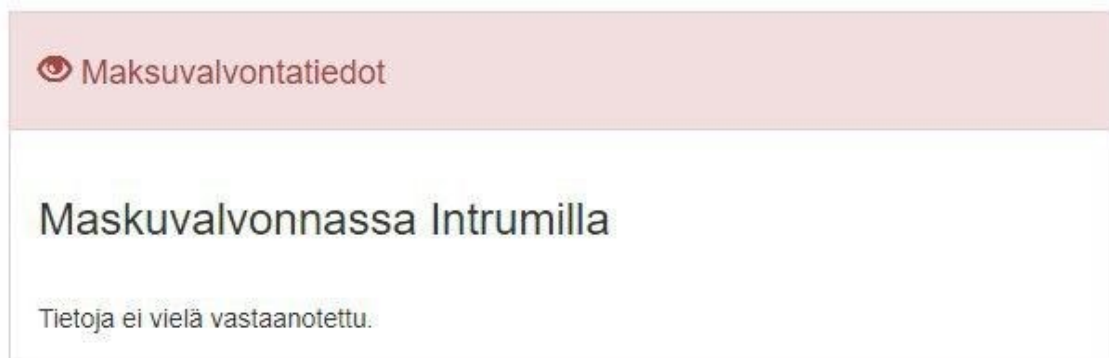 Maksuvalvontatiedot
Maskuvalvonnassa Intrumilla
Tietoja ei vielä vastaanotettu.